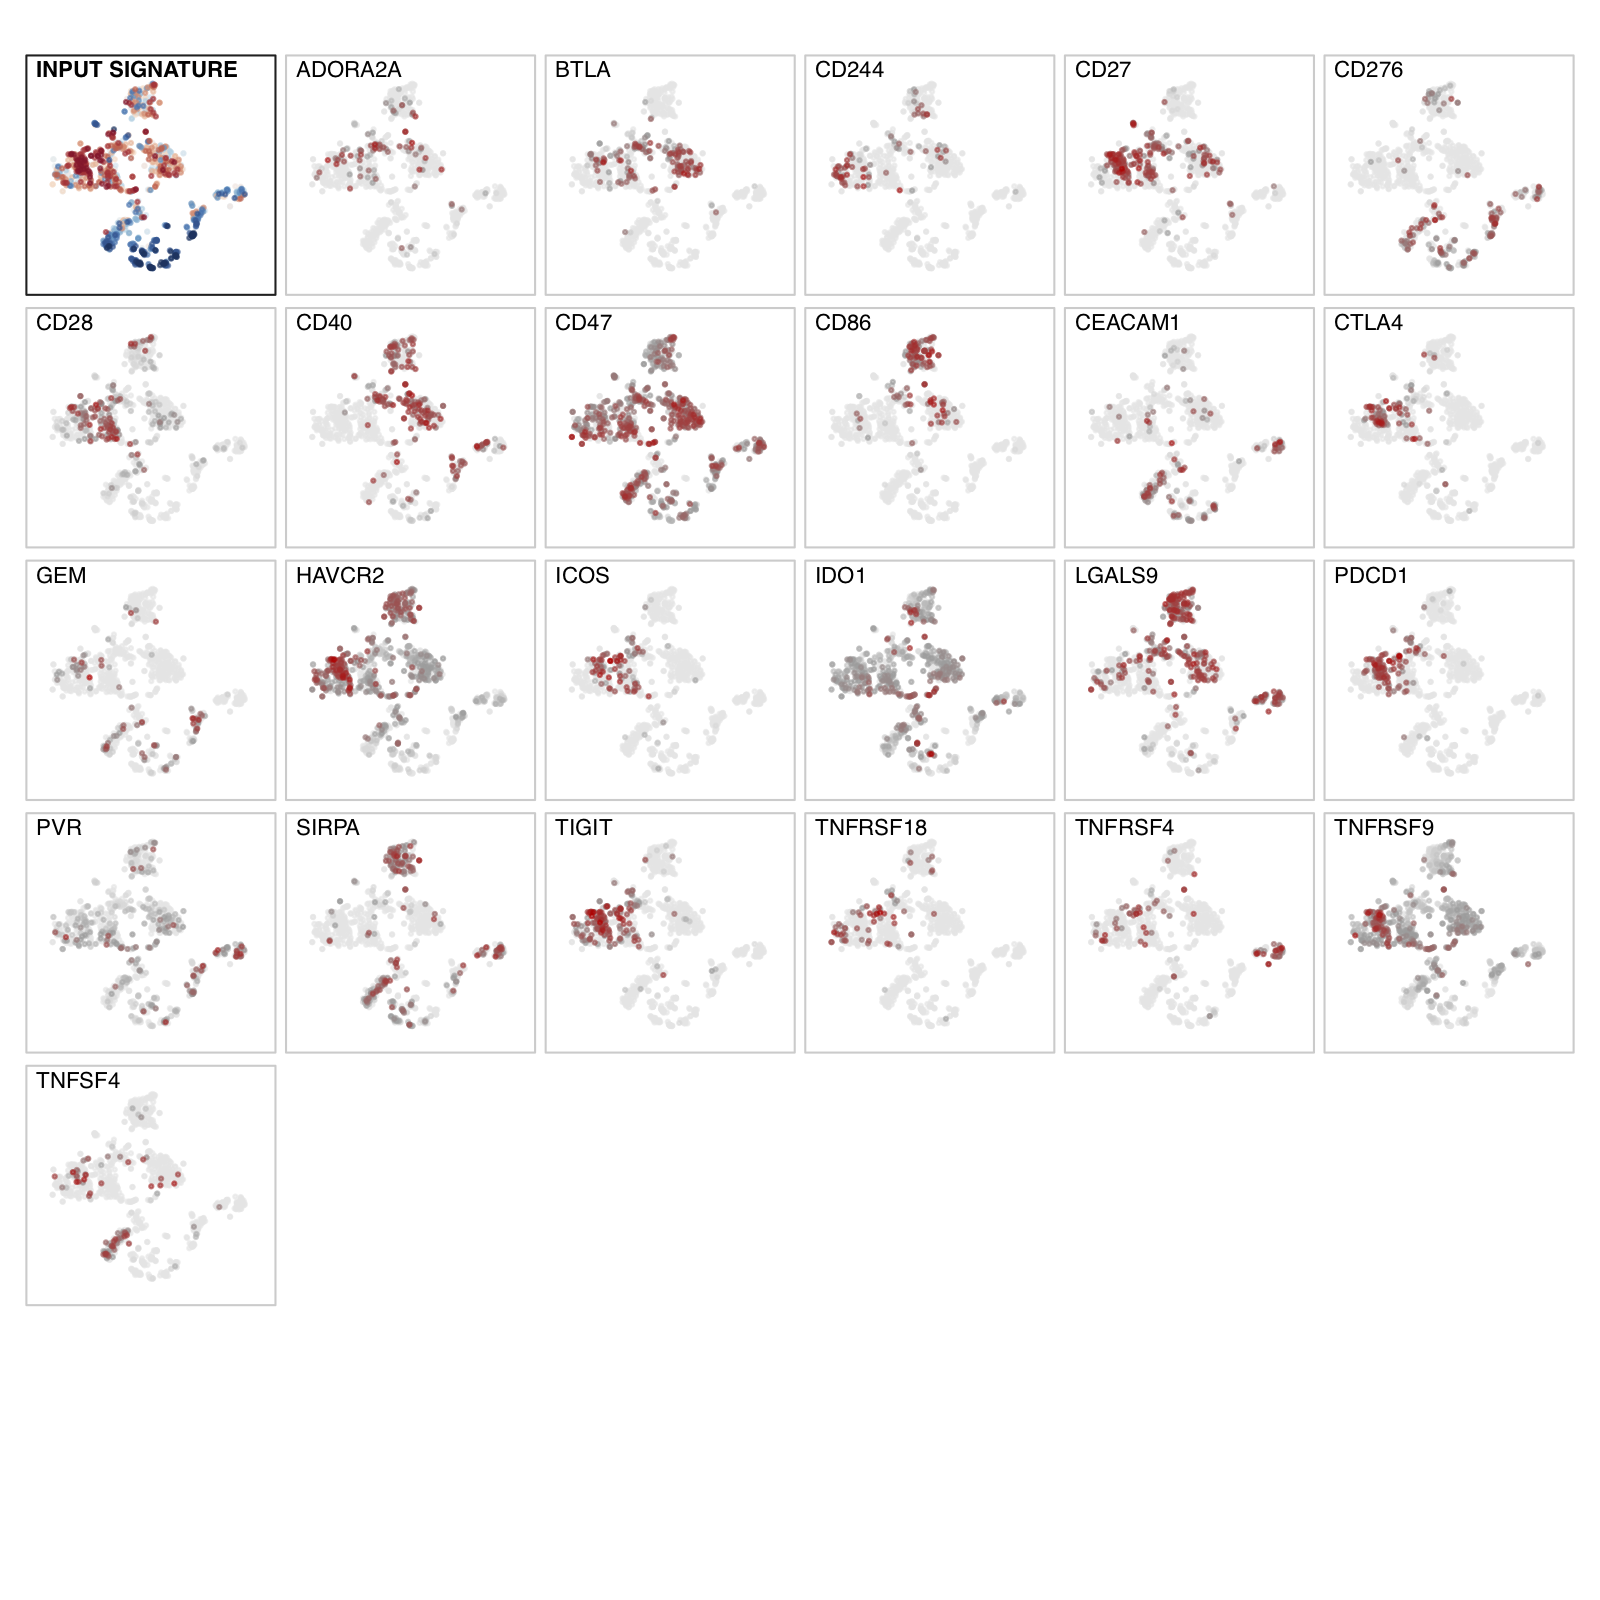 INPUT SIGNATURE
ADORA2A
BTLA
CD244
CD27
CD276
CD28
CD40
CD47
CD86
CEACAM1
CTLA4
GEM
HAVCR2
ICOS
IDO1
LGALS9
PDCD1
PVR
SIRPA
TIGIT
TNFRSF18
TNFRSF4
TNFRSF9
TNFSF4